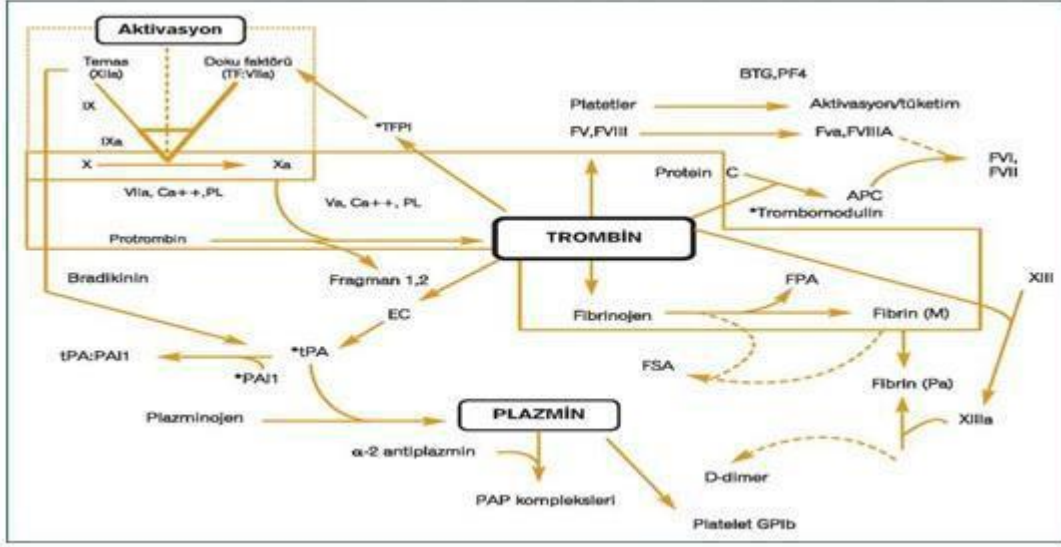 Aktivasyon
Temas
(XIIa)
Doku faktörü
(TF:VIIa)
IX
IXa
X
Xa
VIIa, Ca++,PL
*TFPI
BTG,PF4
Platetler
Aktivasyon/tüketim
FV,FVIII
Fva,FVIIIA
FVI,
FVII
Protein C
APC
*Trombomodulin
Va, Ca++, PL
Protrombin
TROMBİN
Bradikinin
Fragman 1,2
EC
FPA
XIII
Fibrinojen
Fibrin (M)
tPA:PAI1
*tPA
*PAI1
FSA
Fibrin (Pa)
Plazminojen
PLAZMİN
XIIIa
α-2 antiplazmin
D-dimer
PAP kompleksleri
Platelet GPIb